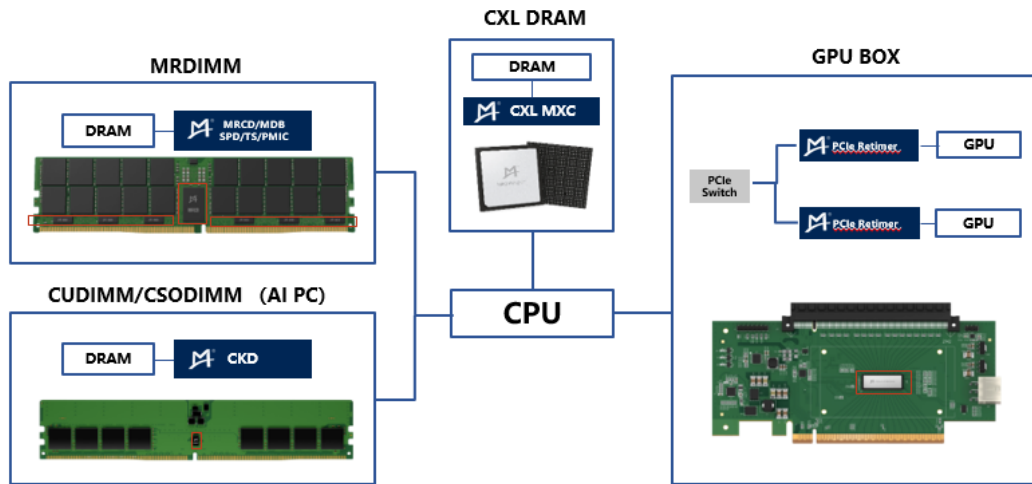 CXL DRAM
MRDIMM
GPU BOX
DRAM
MRCD/MDB
SPD/TS/PMIC
DRAM
CXL MXC
PCIe Retimer
GPU
PCIe
Switch
PCIe Retimer
GPU
CUDIMM/CSODIMM （AI PC）
CPU
DRAM
CKD